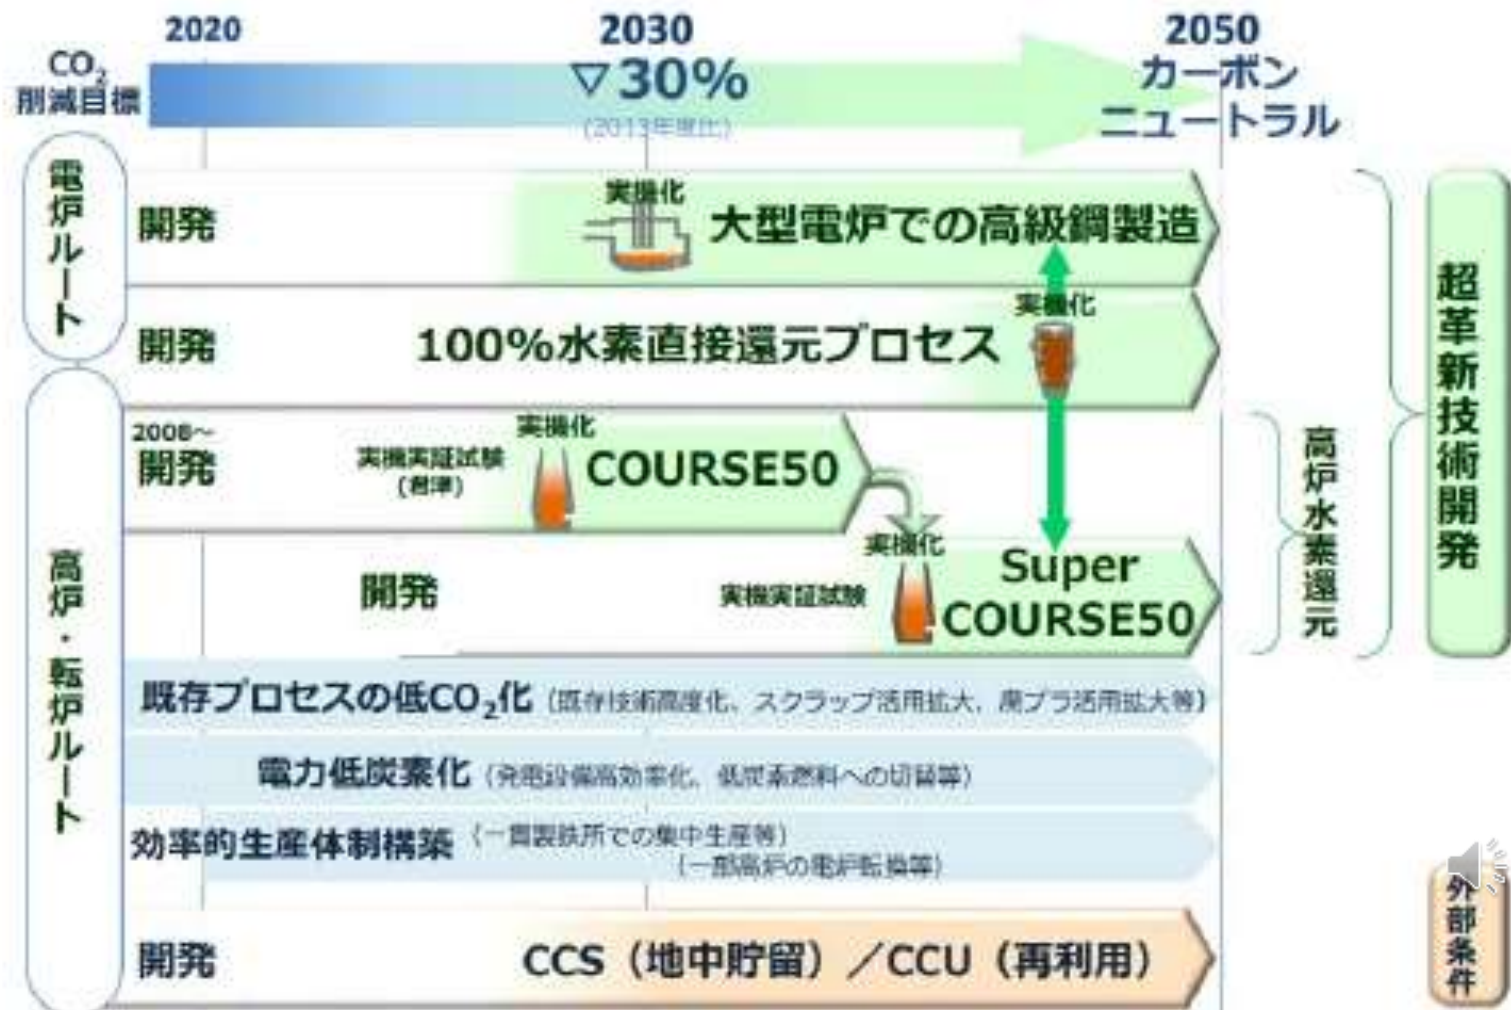 2020
2030
2050
CO₂
削減目標
▽30%
(2013年度比)
カーボン
ニュートラル
電炉ルート
開発
実機化
大型電炉での高級鋼製造
開発
100%水素直接還元プロセス
実機化
高炉・転炉ルート
2008～
開発
実機実証試験
(君津)
実機化
COURSE50
開発
実機実証試験
実機化
Super
COURSE50
高炉水素還元
超革新技術開発
既存プロセスの低CO₂化（既存技術高度化、スクラップ活用拡大、廃プラ活用拡大等）
電力低炭素化（発電設備高効率化、低炭素燃料への切替等）
効率的生産体制構築（一貫製鉄所での集中生産等）
（一部高炉の電炉転換等）
開発
CCS（地中貯留）／CCU（再利用）
外部条件